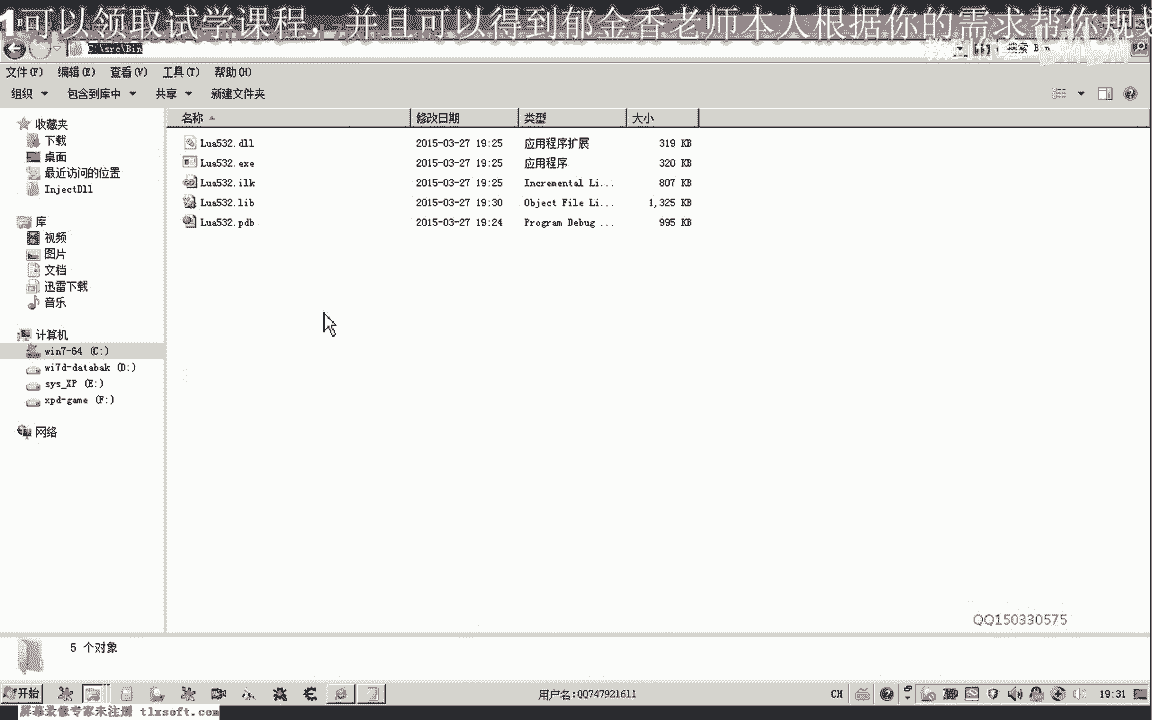 1可以领取试学课程，并且可以得到郁金香老师本人根据你的需求帮你规划
C:\src\Bin
搜索 Bin
文件(F) 编辑(E) 查看(V) 工具(T) 帮助(H)
组织 包含到库中 共享 新建文件夹
名称 修改日期 类型 大小
收藏夹
下载
桌面
最近访问的位置
InjectDll
库
视频
图片
文档
迅雷下载
音乐
计算机
win7-64 (C:)
wi7d-databak (D:)
sys_XP (E:)
xpd-game (F:)
网络
Lua532.dll 2015-03-27 19:25 应用程序扩展 319 KB
Lua532.exe 2015-03-27 19:25 应用程序 320 KB
Lua532.ilk 2015-03-27 19:25 Incremental Li... 807 KB
Lua532.lib 2015-03-27 19:30 Object File Li... 1,325 KB
Lua532.pdb 2015-03-27 19:24 Program Debug ... 995 KB
QQ150330575
5 个对象
开始 用户名:QQ747921611 CH 19:31
屏幕录像专家未注册 tlxsoft.com